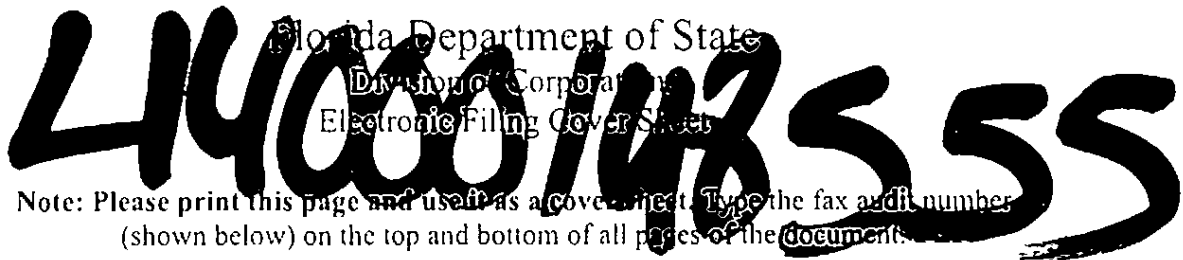 Florida Department of State
Division of Corporations
Electronic Filing Cover Sheet
L14000148555
Note: Please print this page and use it as a cover sheet. Type the fax audit number
(shown below) on the top and bottom of all pages of the document.